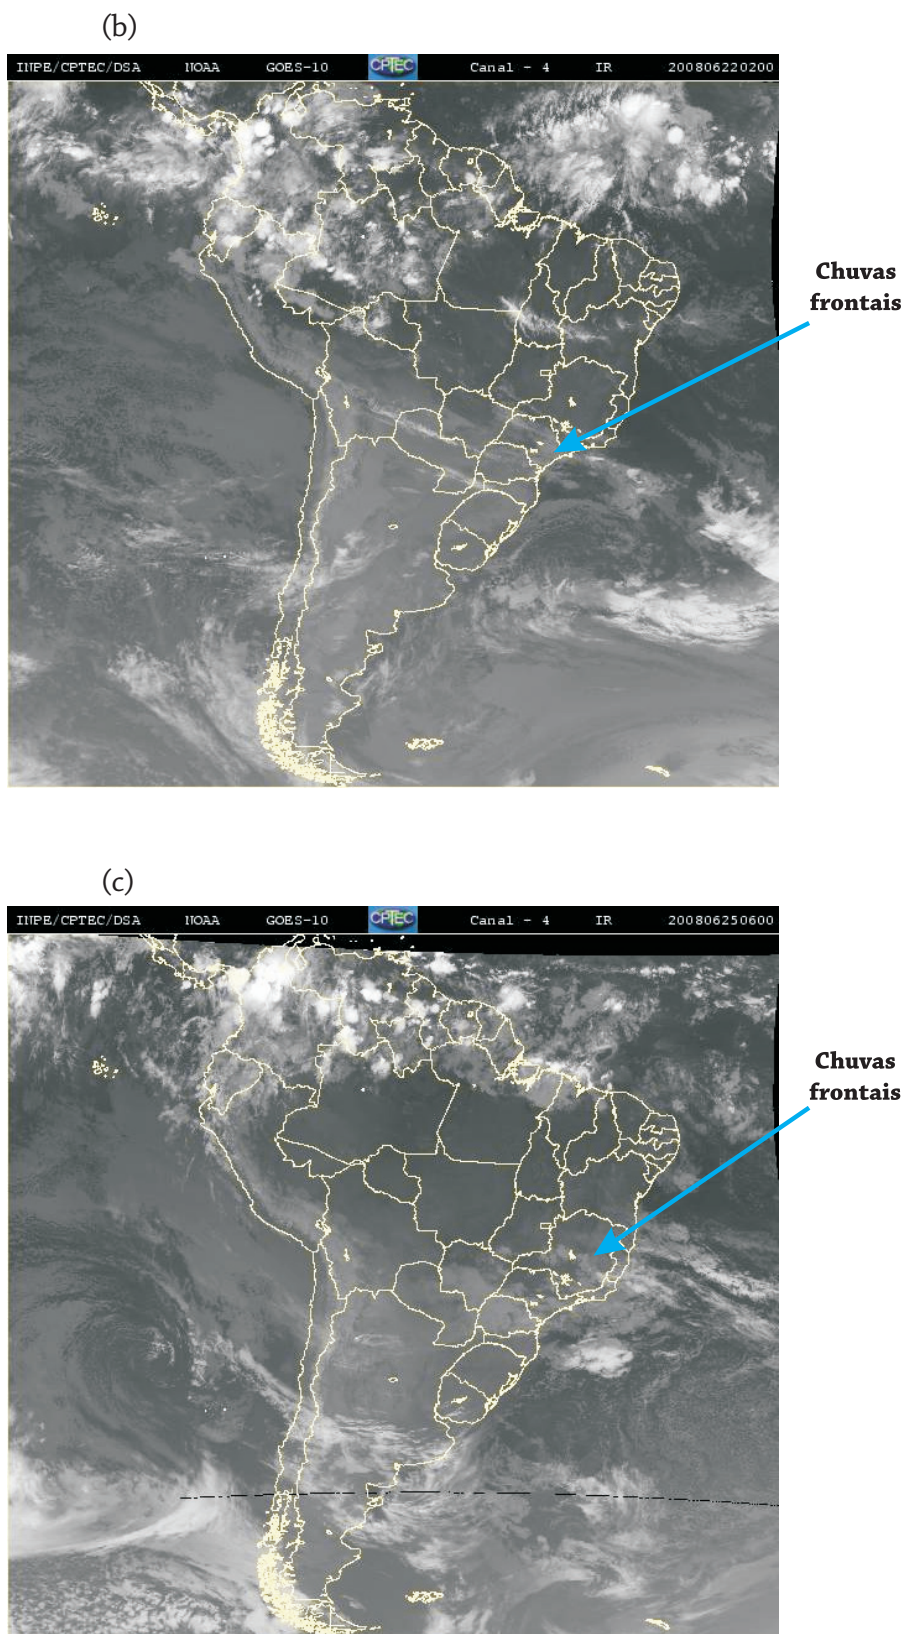 (b)
INPE/CPTEC/DSA NOAA GOES-10 CPTEC Canal - 4 IR 200806220200
Chuvas
frontais
(c)
INPE/CPTEC/DSA NOAA GOES-10 CPTEC Canal - 4 IR 200806250600
Chuvas
frontais